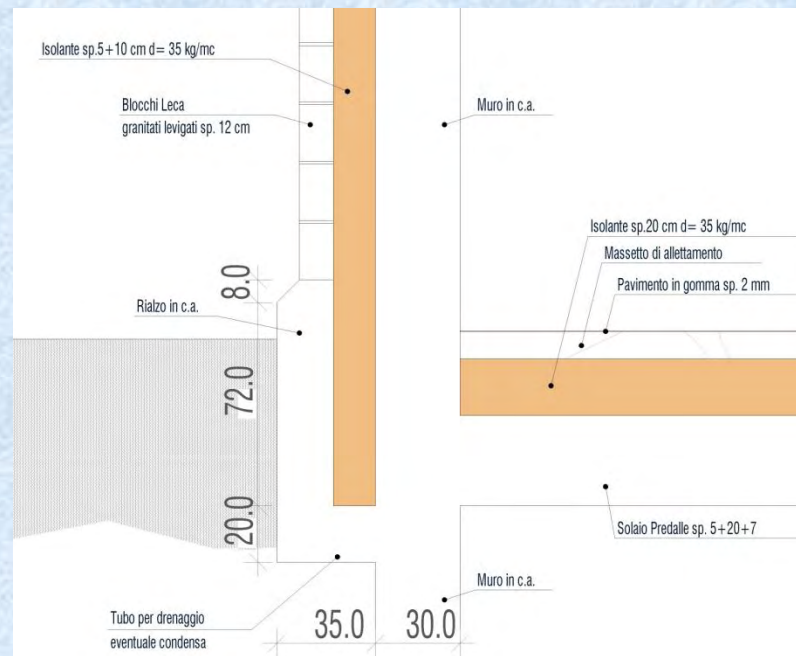 Isolante sp.5+10 cm d= 35 kg/mc
Blocchi Leca
granitati levigati sp. 12 cm
Muro in c.a.
Isolante sp.20 cm d= 35 kg/mc
Massetto di allettamento
Pavimento in gomma sp. 2 mm
8.0
Rialzo in c.a.
72.0
20.0
Solaio Predalle sp. 5+20+7
Muro in c.a.
Tubo per drenaggio
eventuale condensa
35.0
30.0